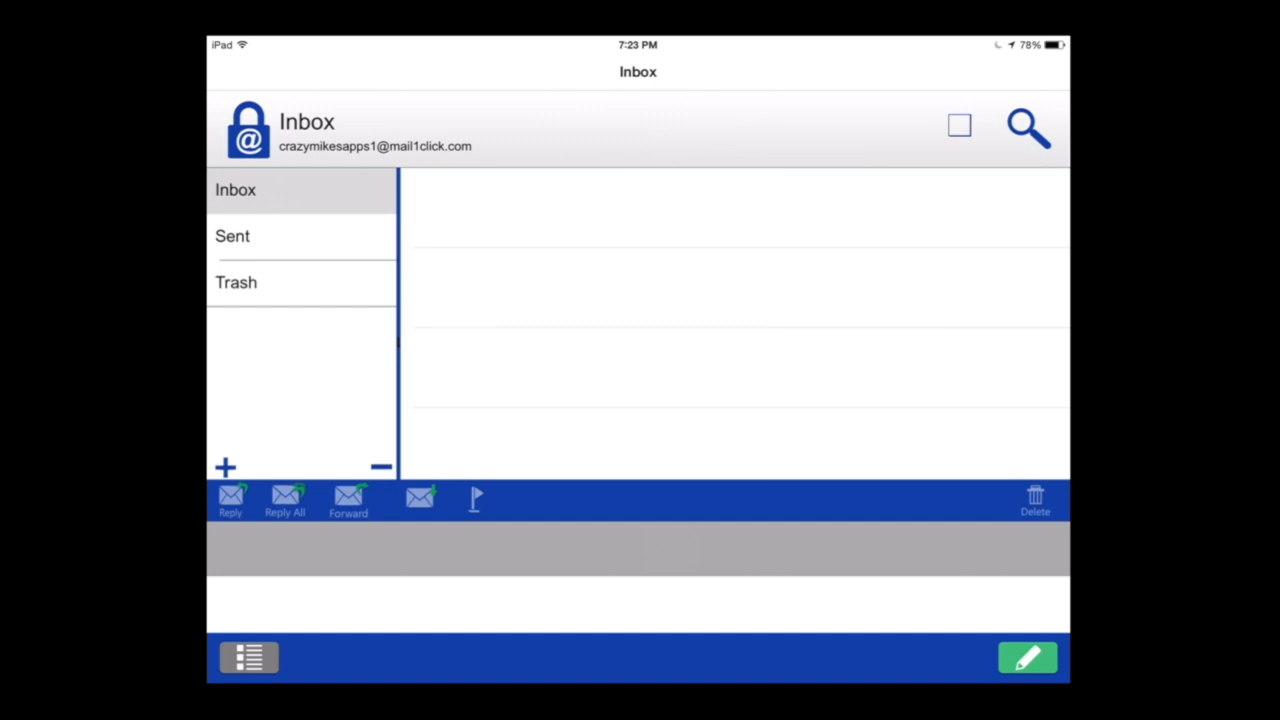 iPad 7:23 PM 78%
Inbox
Inbox
crazymikesapps1@mail1click.com
Inbox
Sent
Trash
Reply Reply All Forward Delete